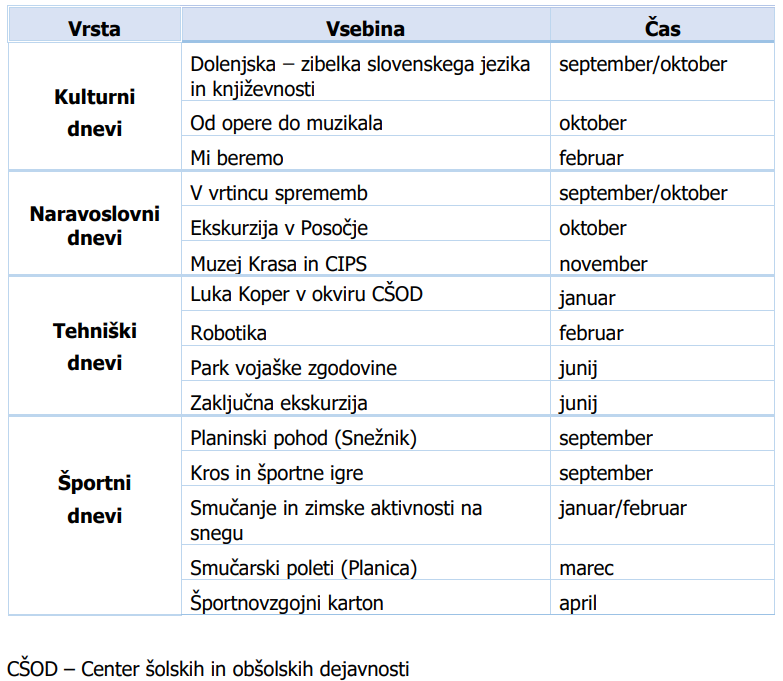 Vrsta Vsebina Čas
Kulturni
dnevi
Dolenjska – zibelka slovenskega jezika
in književnosti september/oktober
Od opere do muzikala oktober
Mi beremo februar
Naravoslovni
dnevi
V vrtincu sprememb september/oktober
Ekskurzija v Posočje oktober
Muzej Krasa in CIPS november
Tehniški
dnevi
Luka Koper v okviru CŠOD januar
Robotika februar
Park vojaške zgodovine junij
Zaključna ekskurzija junij
Športni
dnevi
Planinski pohod (Snežnik) september
Kros in športne igre september
Smučanje in zimske aktivnosti na
snegu januar/februar
Smučarski poleti (Planica) marec
Športnovzgojni karton april
CŠOD – Center šolskih in obšolskih dejavnosti